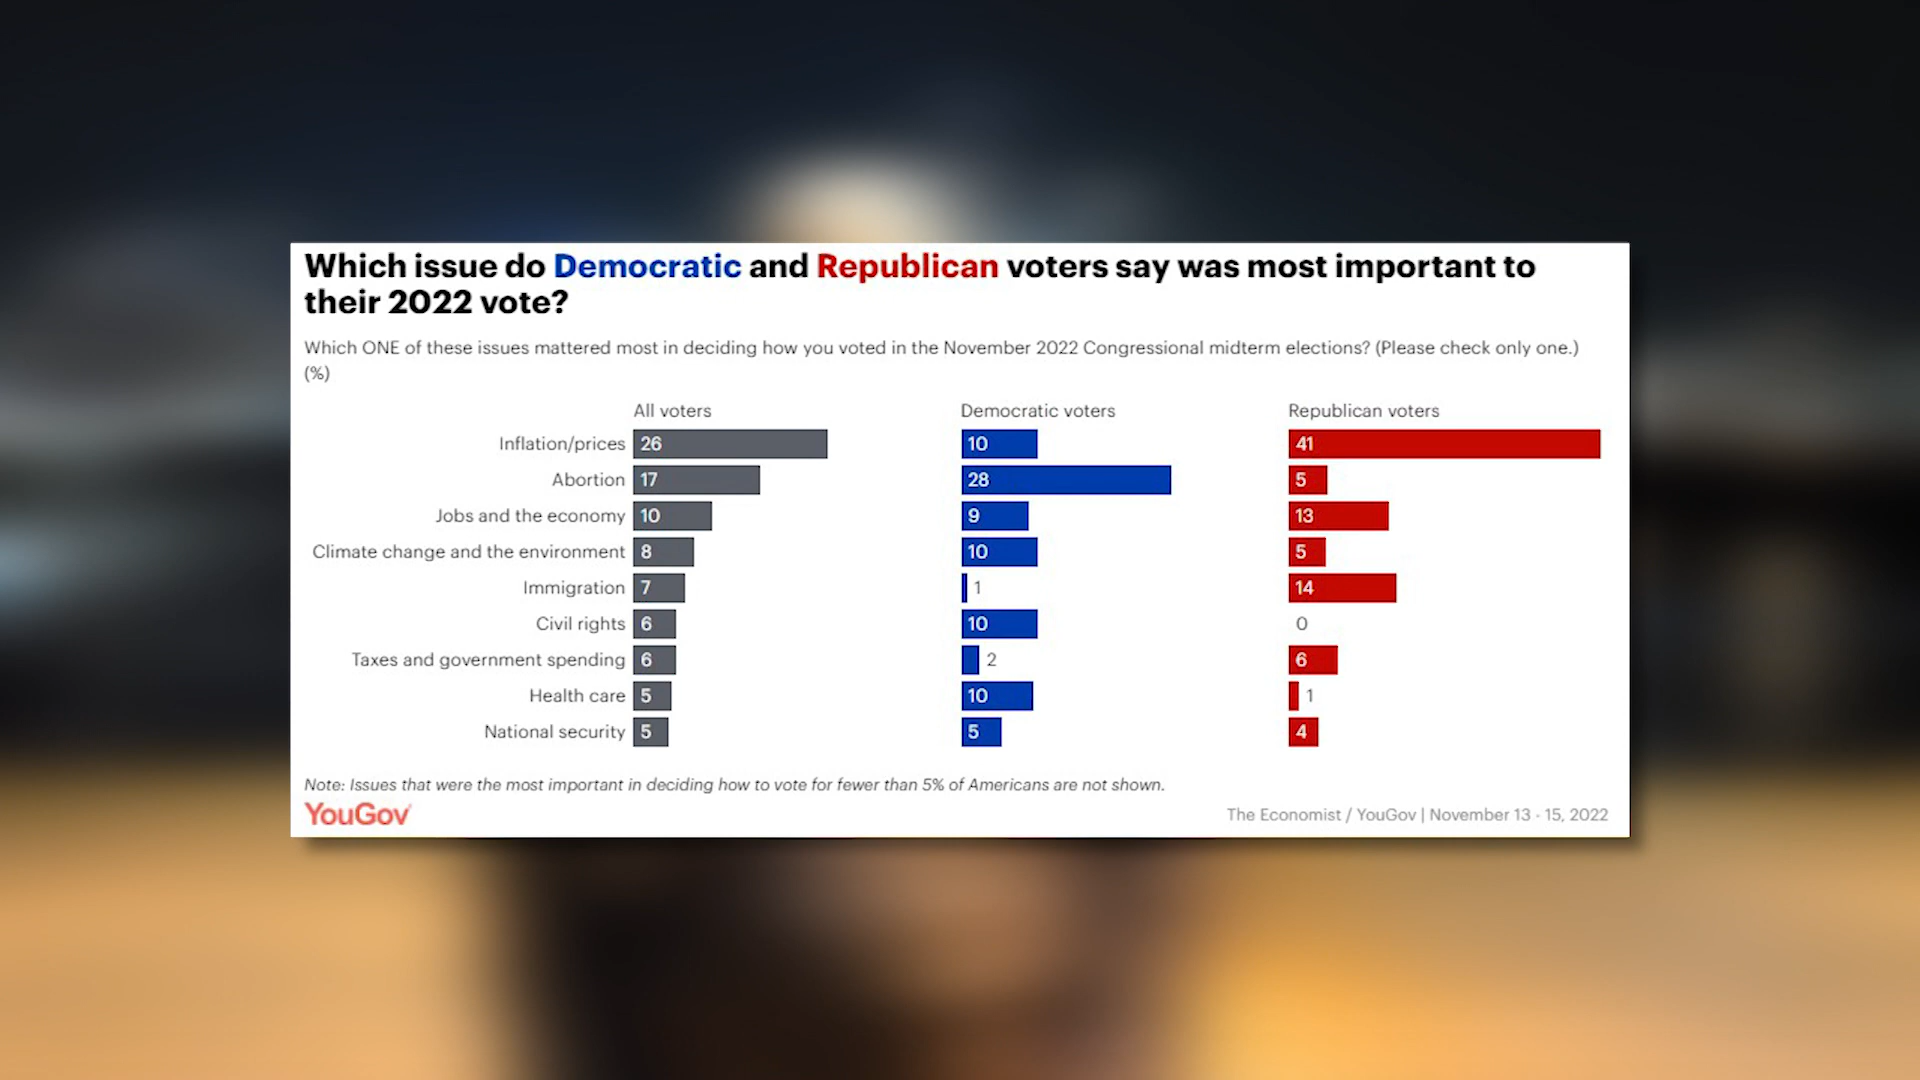 Which issue do Democratic and Republican voters say was most important to
their 2022 vote?
Which ONE of these issues mattered most in deciding how you voted in the November 2022 Congressional midterm elections? (Please check only one.)
(%)
All voters Democratic voters Republican voters
Inflation/prices 26 10 41
Abortion 17 28 5
Jobs and the economy 10 9 13
Climate change and the environment 8 10 5
Immigration 7 1 14
Civil rights 6 10 0
Taxes and government spending 6 2 6
Health care 5 10 1
National security 5 5 4
Note: Issues that were the most important in deciding how to vote for fewer than 5% of Americans are not shown.
YouGov The Economist / YouGov | November 13 - 15, 2022